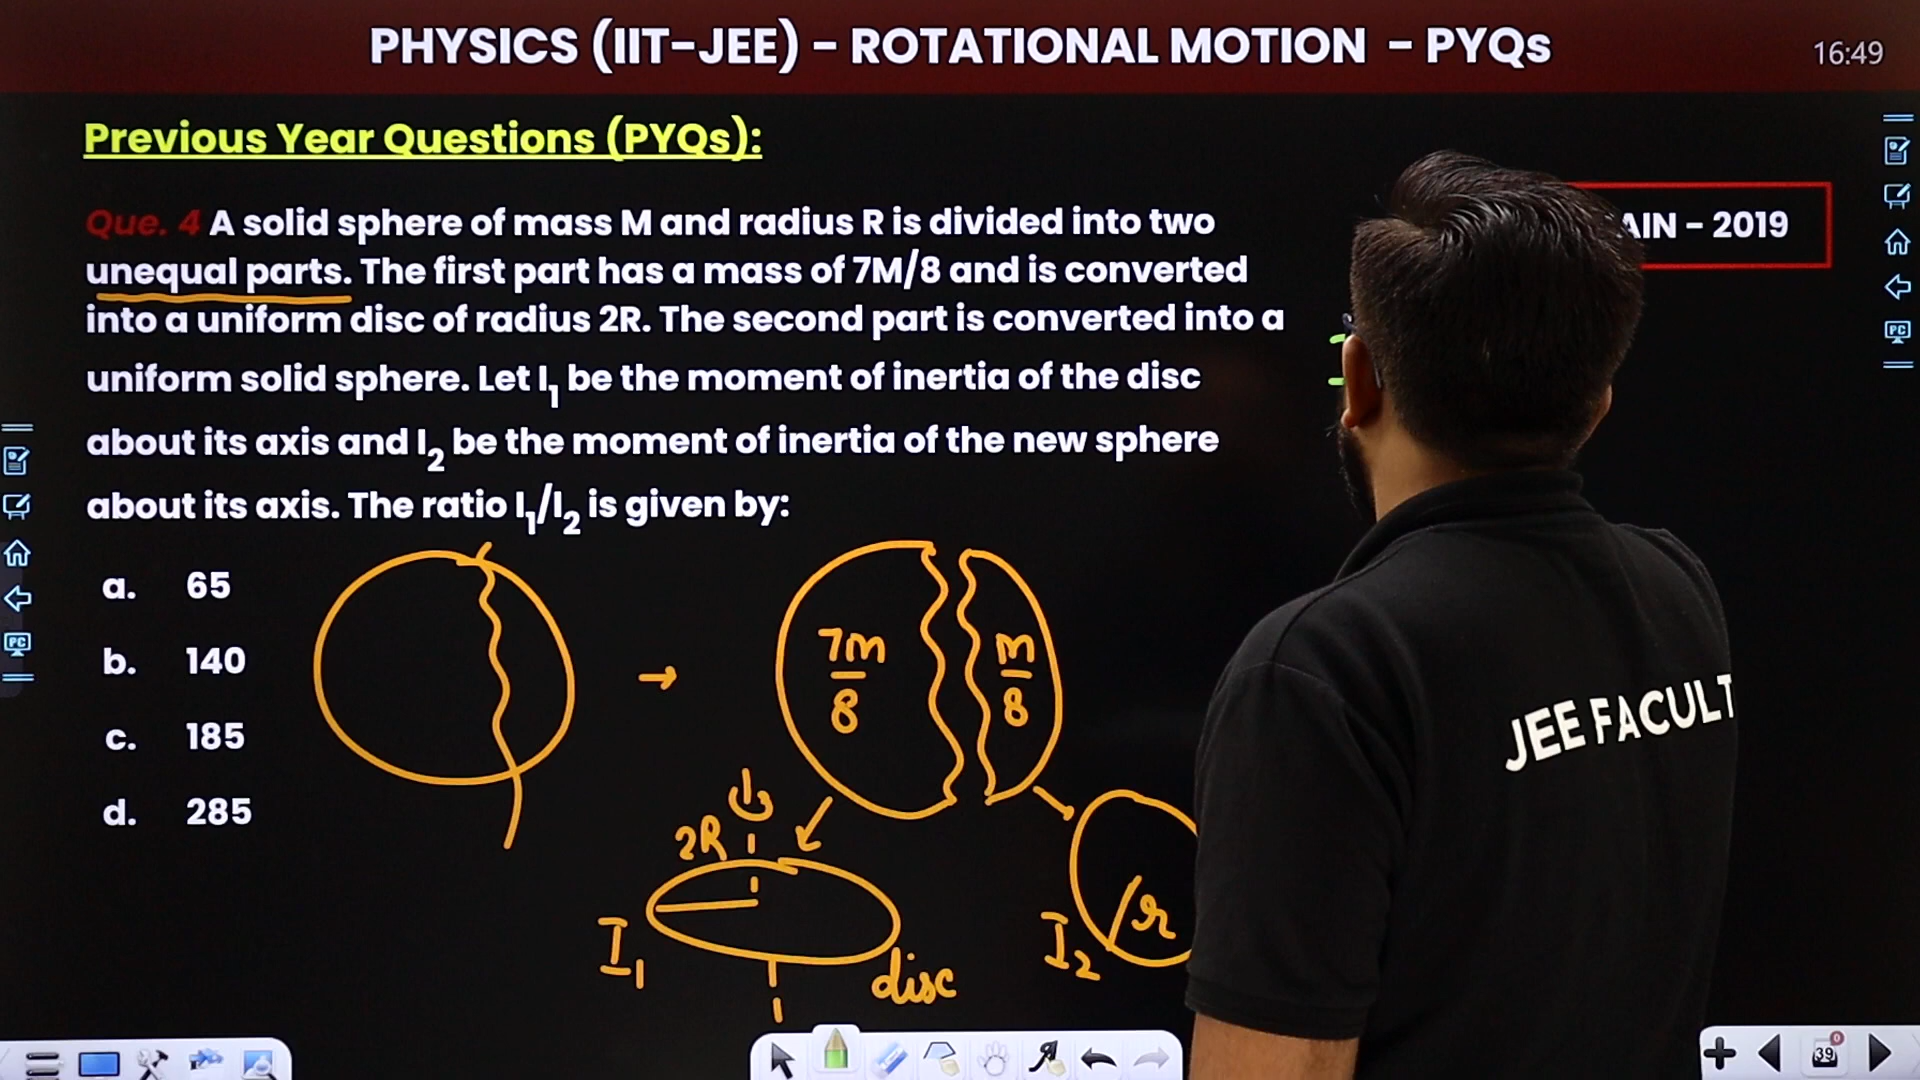 PHYSICS (IIT-JEE) - ROTATIONAL MOTION - PYQs
16:49
Previous Year Questions (PYQs):
Que. 4 A solid sphere of mass M and radius R is divided into two
unequal parts. The first part has a mass of 7M/8 and is converted
into a uniform disc of radius 2R. The second part is converted into a
uniform solid sphere. Let I1 be the moment of inertia of the disc
about its axis and I2 be the moment of inertia of the new sphere
about its axis. The ratio I1/I2 is given by:
AIN - 2019
a. 65
b. 140
c. 185
d. 285
7m/8
m/8
2R
I1
disc
I2
r
JEE FACULT
PC
PC
39
0